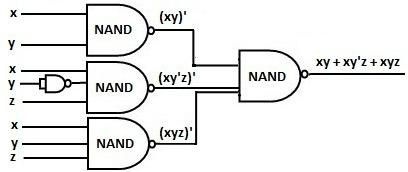 x
y
NAND
(xy)'
x
y
z
NAND
(xy'z)'
x
y
z
NAND
(xyz)'
NAND
xy + xy'z + xyz